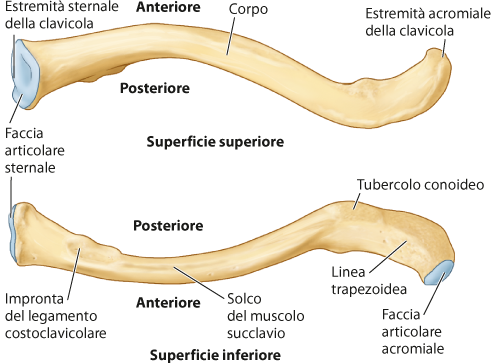 Anteriore
Estremità sternale
della clavicola
Corpo
Estremità acromiale
della clavicola
Posteriore
Faccia
articolare
sternale
Superficie superiore
Tubercolo conoideo
Posteriore
Linea
trapezoidea
Impronta
del legamento
costoclavicolare
Anteriore
Solco
del muscolo
succlavio
Faccia
articolare
acromiale
Superficie inferiore